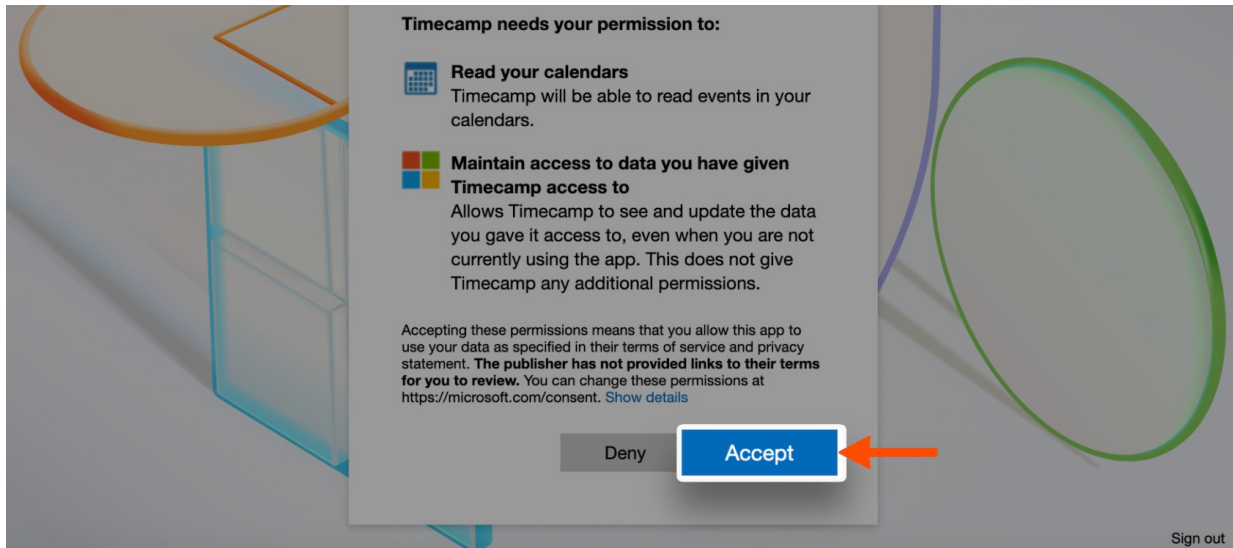 Timecamp needs your permission to:
Read your calendars
Timecamp will be able to read events in your
calendars.
Maintain access to data you have given
Timecamp access to
Allows Timecamp to see and update the data
you gave it access to, even when you are not
currently using the app. This does not give
Timecamp any additional permissions.
Accepting these permissions means that you allow this app to
use your data as specified in their terms of service and privacy
statement. The publisher has not provided links to their terms
for you to review. You can change these permissions at
https://microsoft.com/consent. Show details
Deny Accept
Sign out